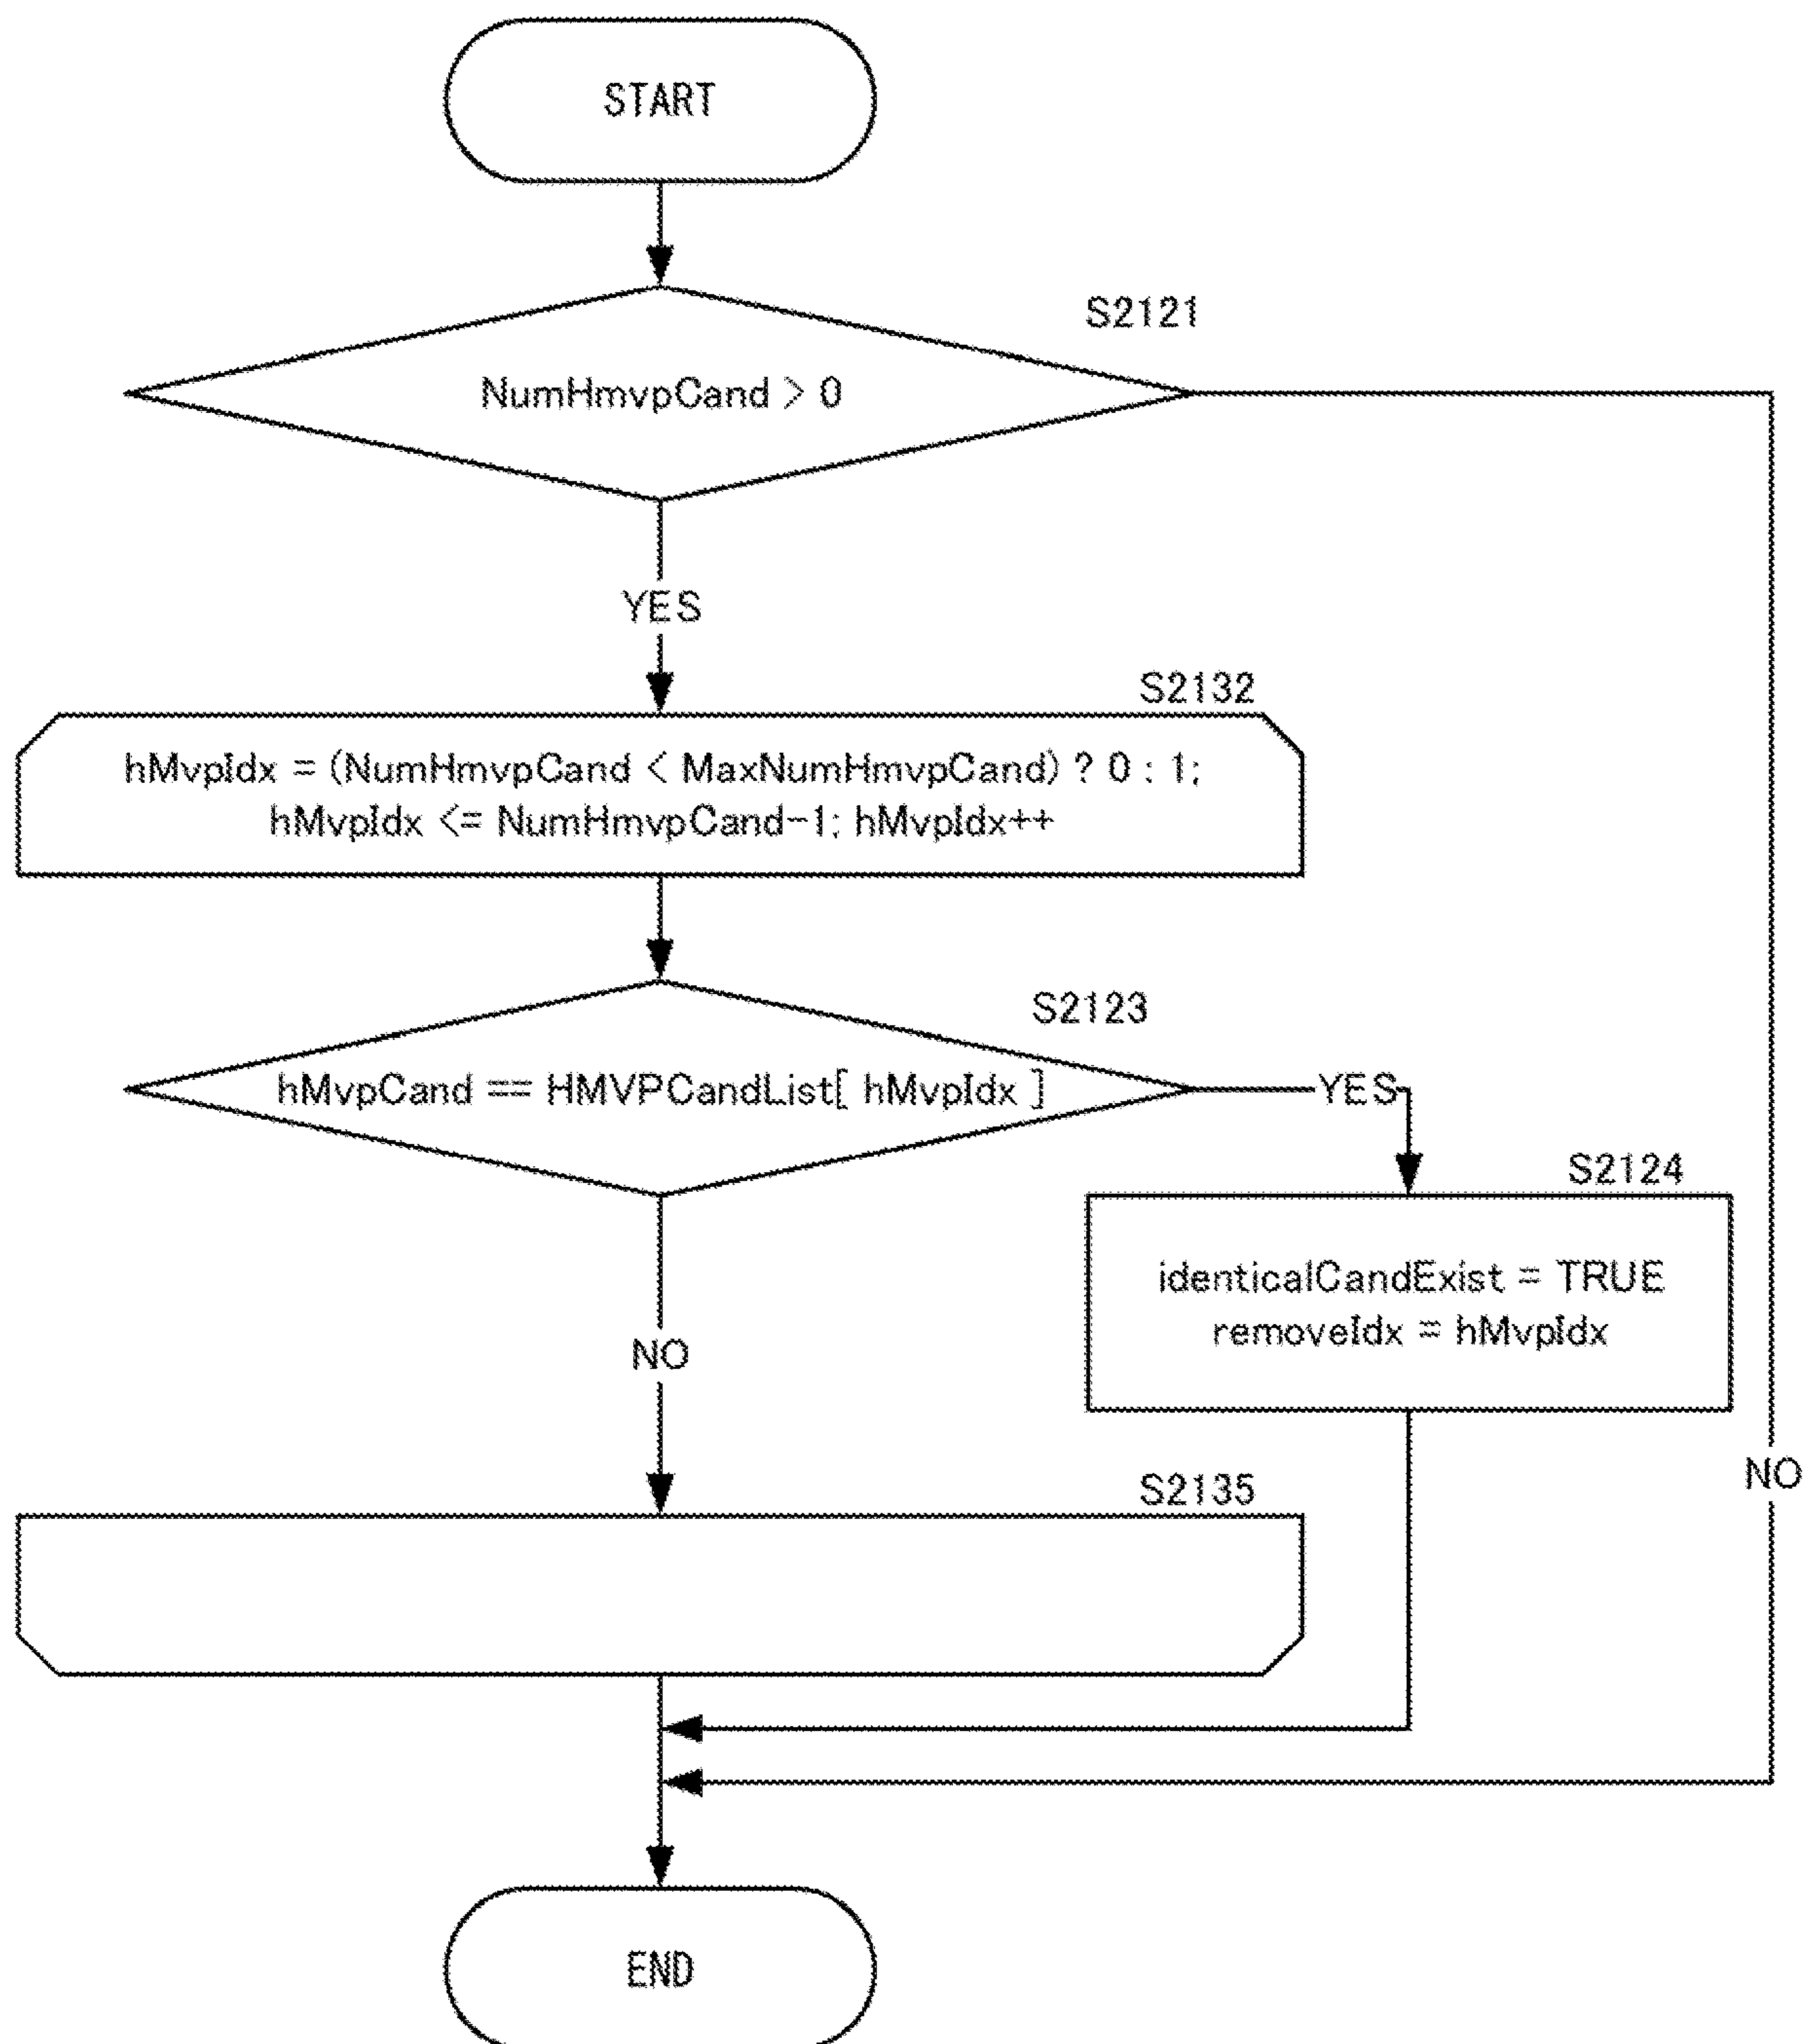 START
S2121
NumHmvpCand > 0
YES
S2132
hMvpIdx = (NumHmvpCand < MaxNumHmvpCand) ? 0 : 1;
hMvpIdx <= NumHmvpCand-1; hMvpIdx++
S2123
hMvpCand == HMVPCandList[ hMvpIdx ]
YES
S2124
identicalCandExist = TRUE
removeIdx = hMvpIdx
NO
S2135
NO
END